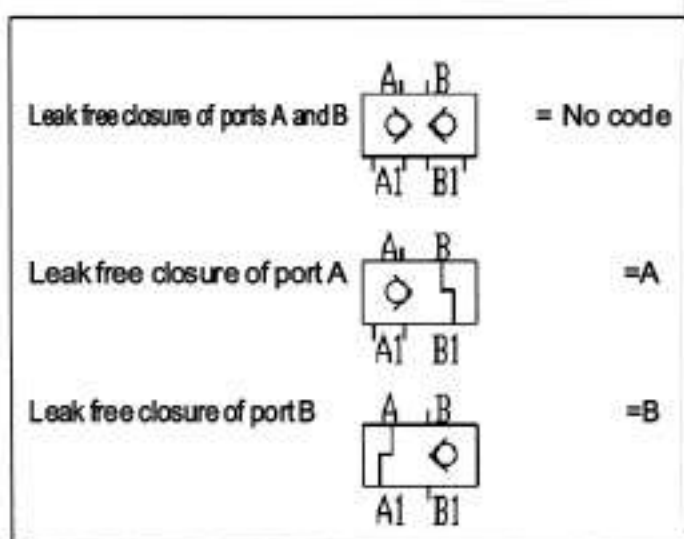 A B
Leak free closure of ports A and B = No code
A1 B1
A B
Leak free closure of port A =A
A1 B1
A B
Leak free closure of port B =B
A1 B1